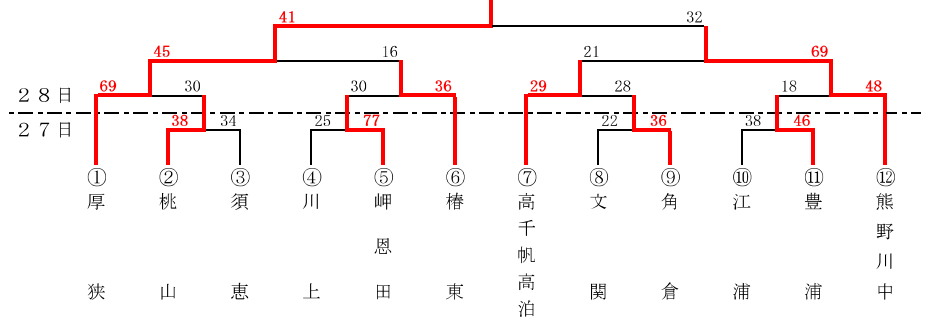 41 32
45 16 21 69
28日 69 30 30 36 29 28 18 48
27日 38 34 25 77 22 36 38 46
① ② ③ ④ ⑤ ⑥ ⑦ ⑧ ⑨ ⑩ ⑪ ⑫
厚狭
桃山
須恵
川上
岬恩田
椿東
高千帆高泊
文関
角倉
江浦
豊浦
熊野川中